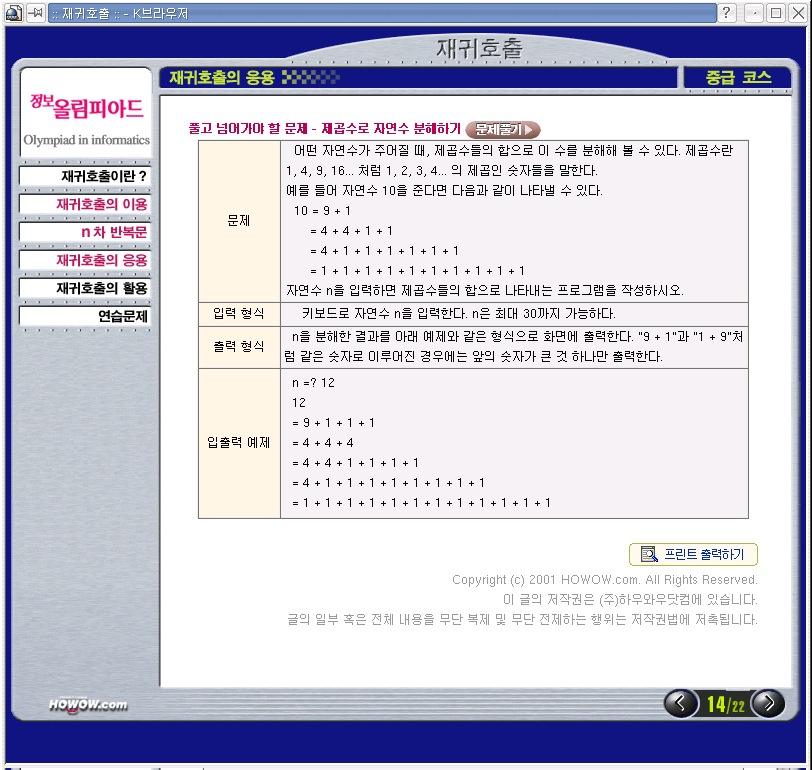 :: 재귀호출 :: - K브라우저
재귀호출
정보올림피아드
Olympiad in informatics
재귀호출이란 ?
재귀호출의 이용
n 차 반복문
재귀호출의 응용
재귀호출의 활용
연습문제
재귀호출의 응용
중급 코스
풀고 넘어가야 할 문제 - 제곱수로 자연수 분해하기 문제풀기
문제
어떤 자연수가 주어질 때, 제곱수들의 합으로 이 수를 분해해 볼 수 있다. 제곱수란
1, 4, 9, 16... 처럼 1, 2, 3, 4... 의 제곱인 숫자들을 말한다.
예를 들어 자연수 10을 준다면 다음과 같이 나타낼 수 있다.
10 = 9 + 1
= 4 + 4 + 1 + 1
= 4 + 1 + 1 + 1 + 1 + 1 + 1
= 1 + 1 + 1 + 1 + 1 + 1 + 1 + 1 + 1 + 1
자연수 n을 입력하면 제곱수들의 합으로 나타내는 프로그램을 작성하시오.
입력 형식
키보드로 자연수 n을 입력한다. n은 최대 30까지 가능하다.
출력 형식
n을 분해한 결과를 아래 예제와 같은 형식으로 화면에 출력한다. "9 + 1"과 "1 + 9"처
럼 같은 숫자로 이루어진 경우에는 앞의 숫자가 큰 것 하나만 출력한다.
입출력 예제
n =? 12
12
= 9 + 1 + 1 + 1
= 4 + 4 + 4
= 4 + 4 + 1 + 1 + 1 + 1
= 4 + 1 + 1 + 1 + 1 + 1 + 1 + 1 + 1
= 1 + 1 + 1 + 1 + 1 + 1 + 1 + 1 + 1 + 1 + 1 + 1
프린트 출력하기
Copyright (c) 2001 HOWOW.com. All Rights Reserved.
이 글의 저작권은 (주)하우와우닷컴에 있습니다.
글의 일부 혹은 전체 내용을 무단 복제 및 무단 전제하는 행위는 저작권법에 저촉됩니다.
HOWOW.com
14/22